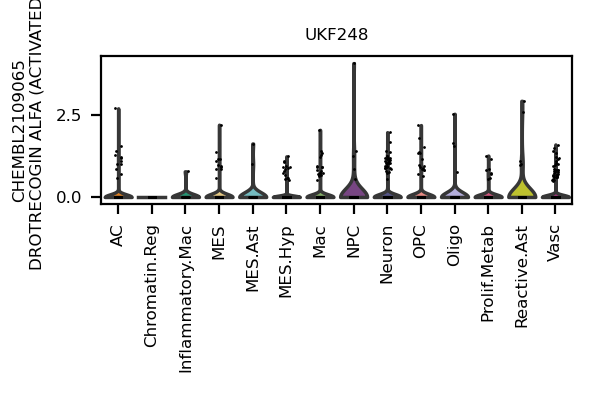 UKF248
CHEMBL2109065
DROTRECOGIN ALFA (ACTIVATED
2.5
0.0
AC
Chromatin.Reg
Inflammatory.Mac
MES
MES.Ast
MES.Hyp
Mac
NPC
Neuron
OPC
Oligo
Prolif.Metab
Reactive.Ast
Vasc